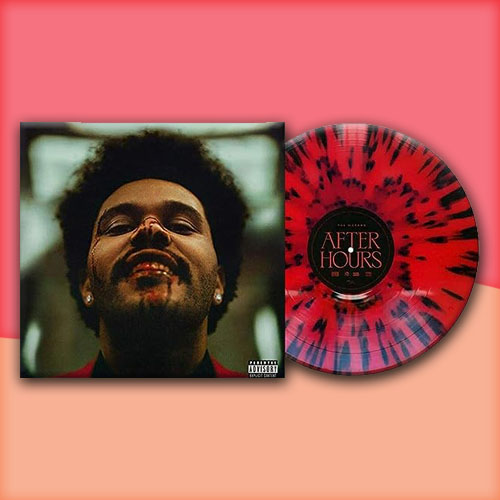 PARENTAL
ADVISORY
EXPLICIT CONTENT
THE WEEKND
AFTER
HOURS